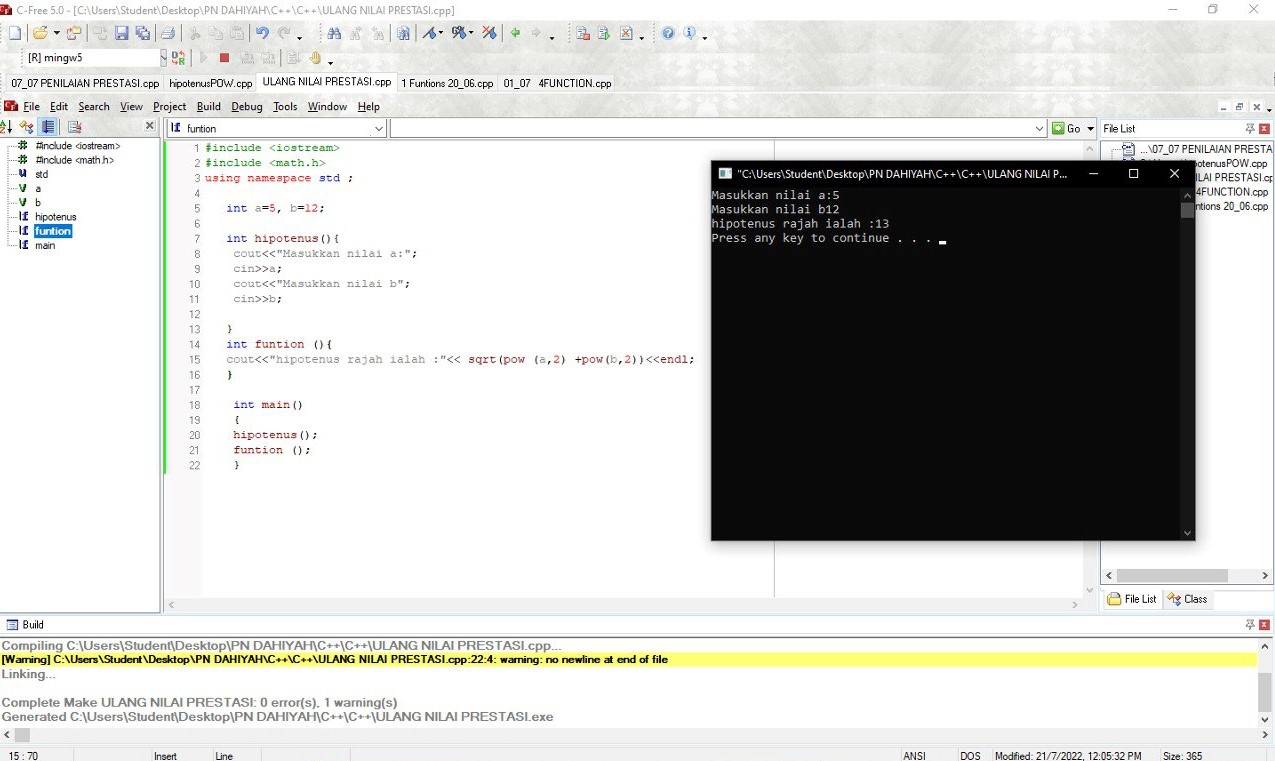 C-Free 5.0 - [C:\Users\Student\Desktop\PN DAHIYAH\C++\C++\ULANG NILAI PRESTASI.cpp]
[R] mingw5
07_07 PENILAIAN PRESTASI.cpp hipotenusPOW.cpp ULANG NILAI PRESTASI.cpp 1 Funtions 20_06.cpp 01_07 4FUNCTION.cpp
File Edit Search View Project Build Debug Tools Window Help
funtion
Go
File List
#include <iostream>
#include <math.h>
std
a
b
hipotenus
funtion
main
1 #include <iostream>
2 #include <math.h>
3 using namespace std ;
4
5 int a=5, b=12;
6
7 int hipotenus(){
8 cout<<"Masukkan nilai a:";
9 cin>>a;
10 cout<<"Masukkan nilai b";
11 cin>>b;
12
13 }
14 int funtion (){
15 cout<<"hipotenus rajah ialah :"<< sqrt(pow (a,2) +pow(b,2))<<endl;
16 }
17
18 int main()
19 {
20 hipotenus();
21 funtion ();
22 }
"C:\Users\Student\Desktop\PN DAHIYAH\C++\C++\ULANG NILAI P...
Masukkan nilai a:5
Masukkan nilai b12
hipotenus rajah ialah :13
Press any key to continue . . .
...\07_07 PENILAIAN PRESTA
otenusPOW.cpp
ILAI PRESTASI.cp
4FUNCTION.cpp
ntions 20_06.cpp
File List Class
Build
Compiling C:\Users\Student\Desktop\PN DAHIYAH\C++\C++\ULANG NILAI PRESTASI.cpp...
[Warning] C:\Users\Student\Desktop\PN DAHIYAH\C++\C++\ULANG NILAI PRESTASI.cpp:22:4: warning: no newline at end of file
Linking...
Complete Make ULANG NILAI PRESTASI: 0 error(s), 1 warning(s)
Generated C:\Users\Student\Desktop\PN DAHIYAH\C++\C++\ULANG NILAI PRESTASI.exe
15 : 70 Insert Line ANSI DOS Modified: 21/7/2022, 12:05:32 PM Size: 365